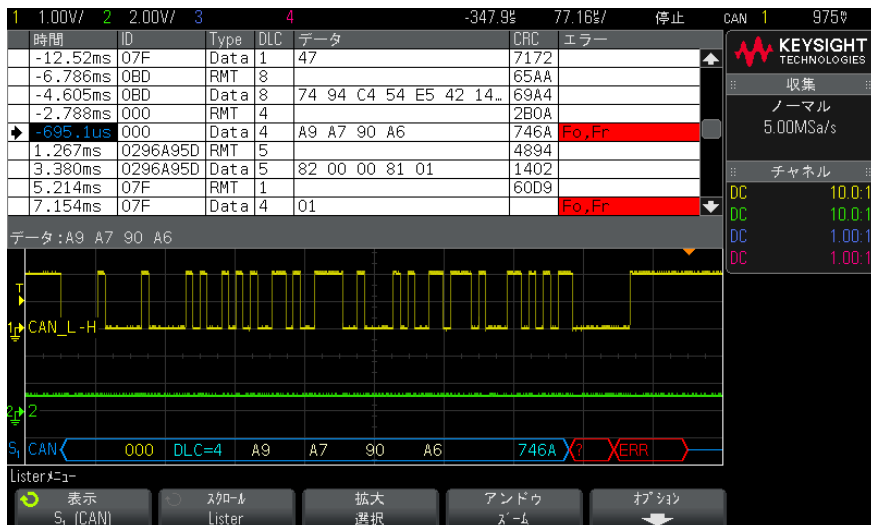 1 1.00V/ 2 2.00V/ 3 4 -347.9µs 77.16µs/ 停止 CAN 1 975mV
時間 ID Type DLC データ CRC エラー
-12.52ms 07F Data 1 47 7172
-6.786ms 0BD RMT 8 65AA
-4.605ms 0BD Data 8 74 94 C4 54 E5 42 14… 69A4
-2.788ms 000 RMT 4 2B0A
-695.1us 000 Data 4 A9 A7 90 A6 746A Fo,Fr
1.267ms 0296A95D RMT 5 4894
3.380ms 0296A95D Data 5 82 00 00 81 01 1402
5.214ms 07F RMT 1 60D9
7.154ms 07F Data 4 01 Fo,Fr
データ:A9 A7 90 A6
KEYSIGHT
TECHNOLOGIES
収集
ノーマル
5.00MSa/s
チャネル
DC 10.0:1
DC 10.0:1
DC 1.00:1
DC 1.00:1
T
1 CAN_L-H
2 2
S1 CAN 000 DLC=4 A9 A7 90 A6 746A ? ERR
Listerメニュー
表示
S1 (CAN)
スクロール
Lister
拡大
選択
アンドゥ
ズーム
オプション